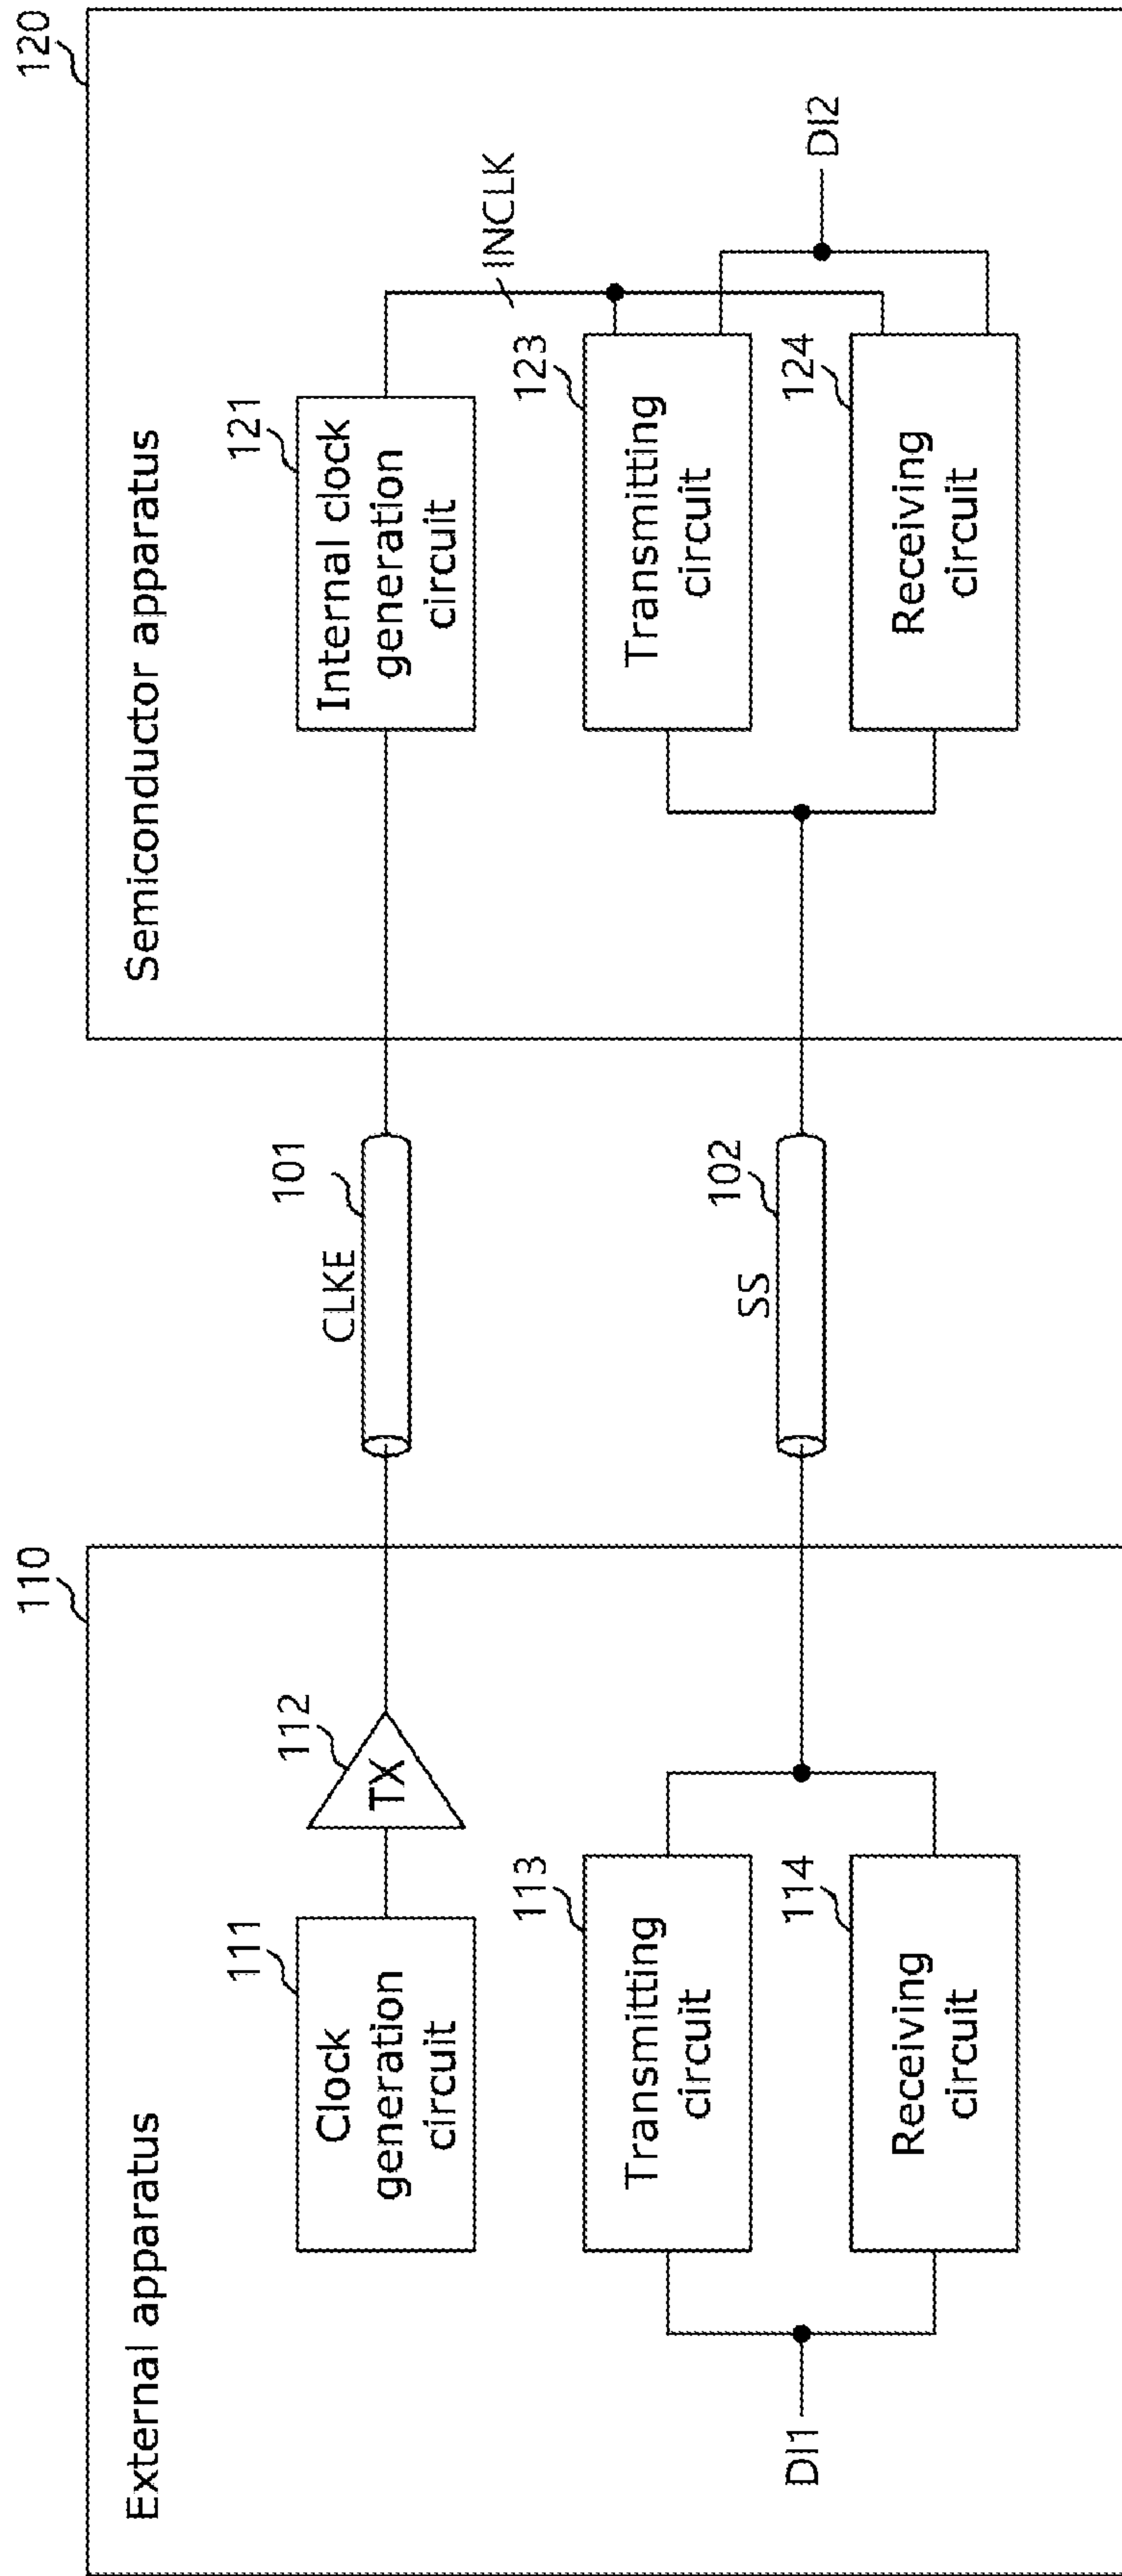 110
External apparatus
111
Clock
generation
circuit
112
TX
113
Transmitting
circuit
114
Receiving
circuit
DI1
CLKE
101
SS
102
120
Semiconductor apparatus
121
Internal clock
generation
circuit
INCLK
123
Transmitting
circuit
124
Receiving
circuit
DI2